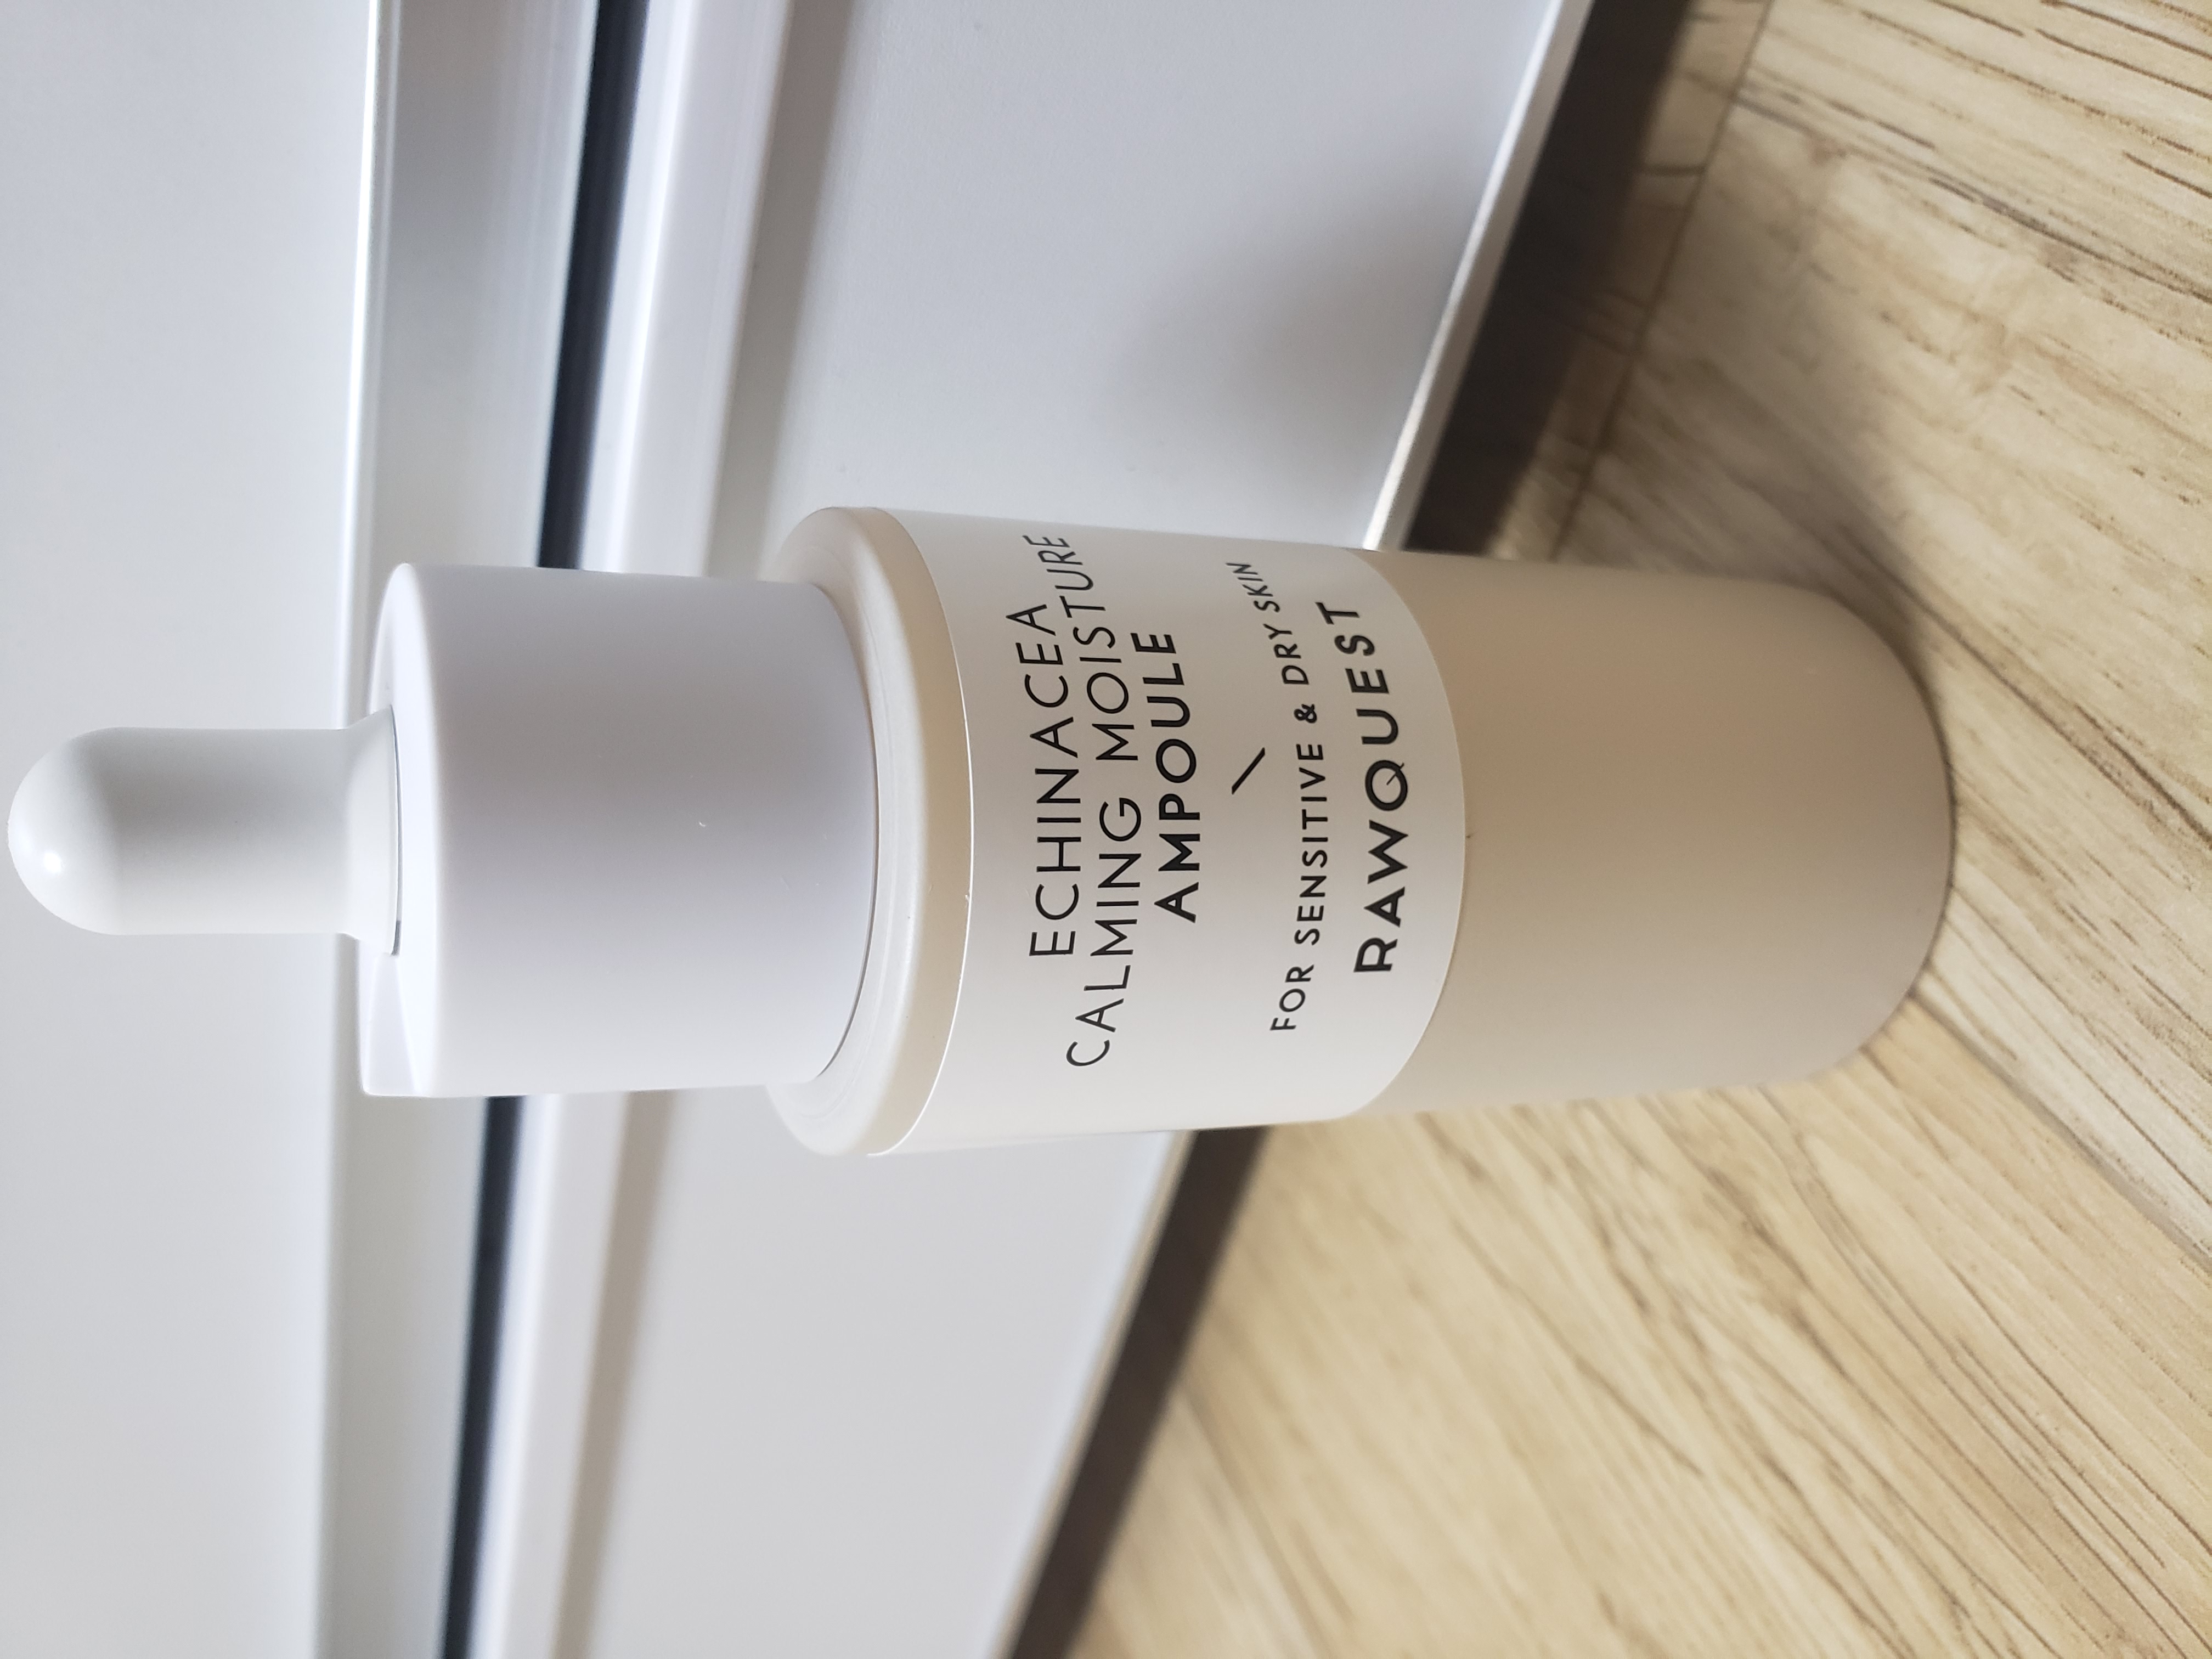 ECHINACEA
CALMING MOISTURE
AMPOULE
FOR SENSITIVE & DRY SKIN
RAWQUEST